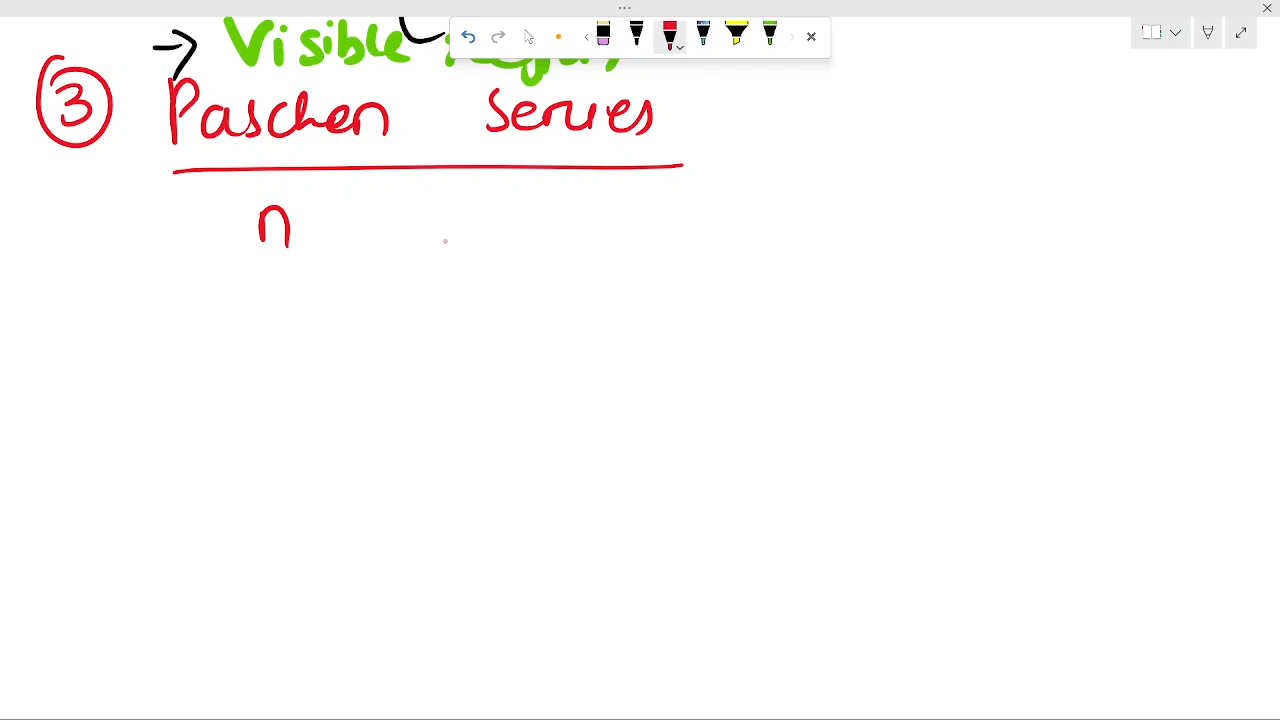 → Visible
③ Paschen Series
n